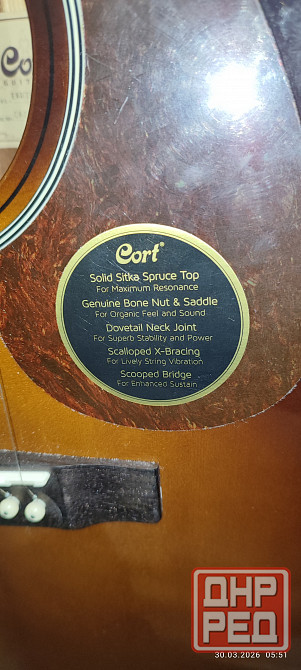 Cort®
Solid Sitka Spruce Top
For Maximum Resonance
Genuine Bone Nut & Saddle
For Organic Feel and Sound
Dovetail Neck Joint
For Superb Stability and Power
Scalloped X-Bracing
For Lively String Vibration
Scooped Bridge
For Enhanced Sustain
ДНР
РЕД
30.03.2026 05:51